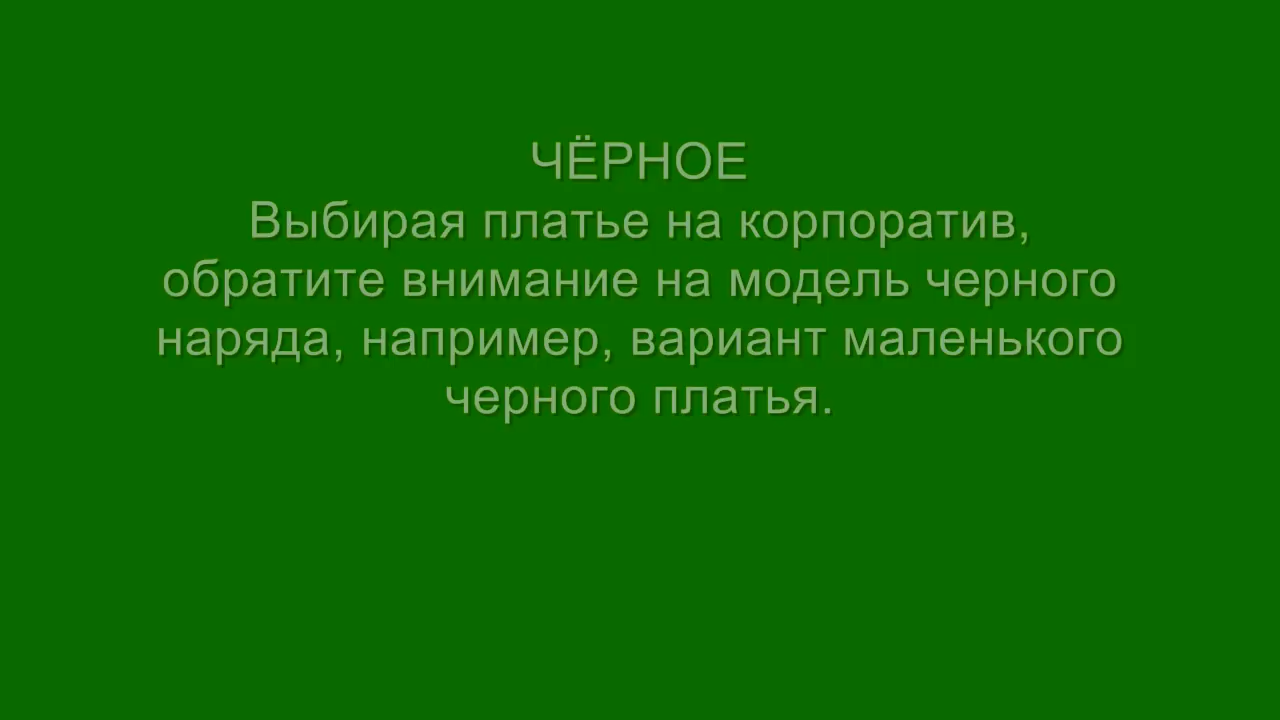 ЧЁРНОЕ
Выбирая платье на корпоратив,
обратите внимание на модель черного
наряда, например, вариант маленького
черного платья.